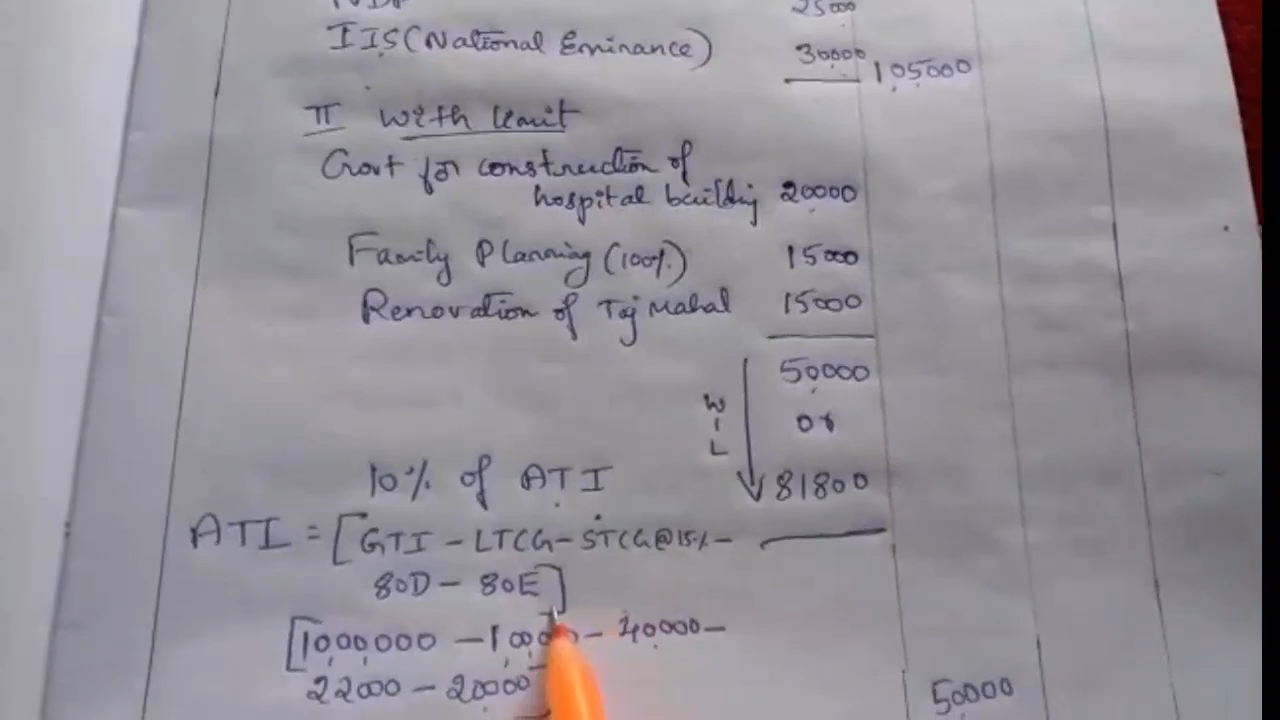 25000
IIS (National Eminance) 30000 105000
II With limit
Govt for construction of
hospital building 20000
Family Planning (100%) 15000
Renovation of Taj Mahal 15000
50000
W-L or
10% of ATI 81800
ATI = [GTI - LTCG - STCG@15% -
80D - 80E]
[1000000 - - 40000 -
22000 - 20000
50000